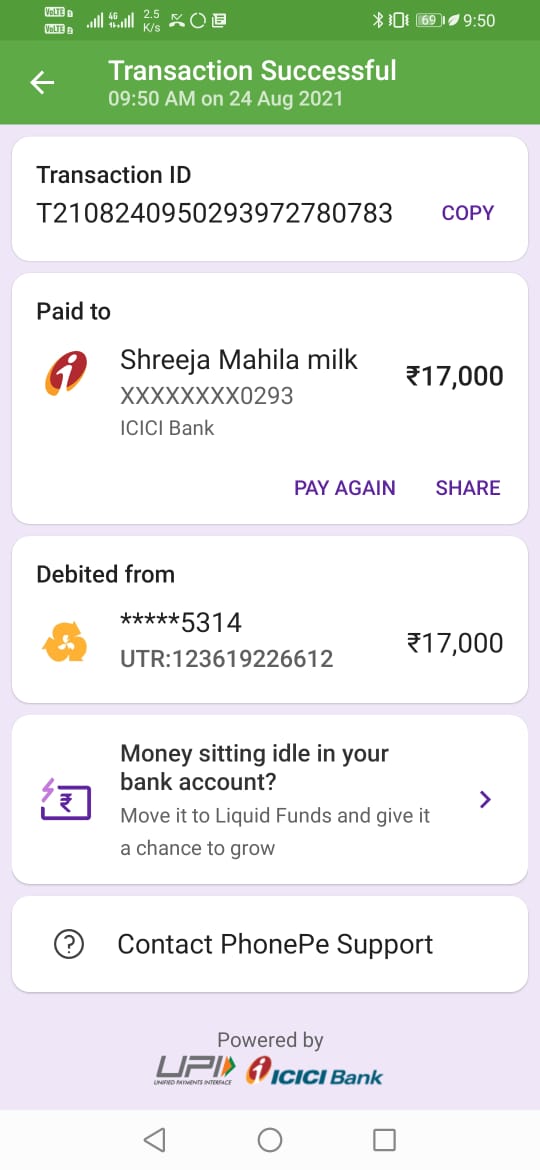 VoLTE 1 4G 2.5 69 9:50
VoLTE 2 K/s
Transaction Successful
09:50 AM on 24 Aug 2021
Transaction ID
T2108240950293972780783 COPY
Paid to
Shreeja Mahila milk ₹17,000
XXXXXXXX0293
ICICI Bank
PAY AGAIN SHARE
Debited from
*****5314 ₹17,000
UTR:123619226612
Money sitting idle in your
bank account?
Move it to Liquid Funds and give it
a chance to grow
Contact PhonePe Support
Powered by
UPI ICICI Bank
UNIFIED PAYMENTS INTERFACE